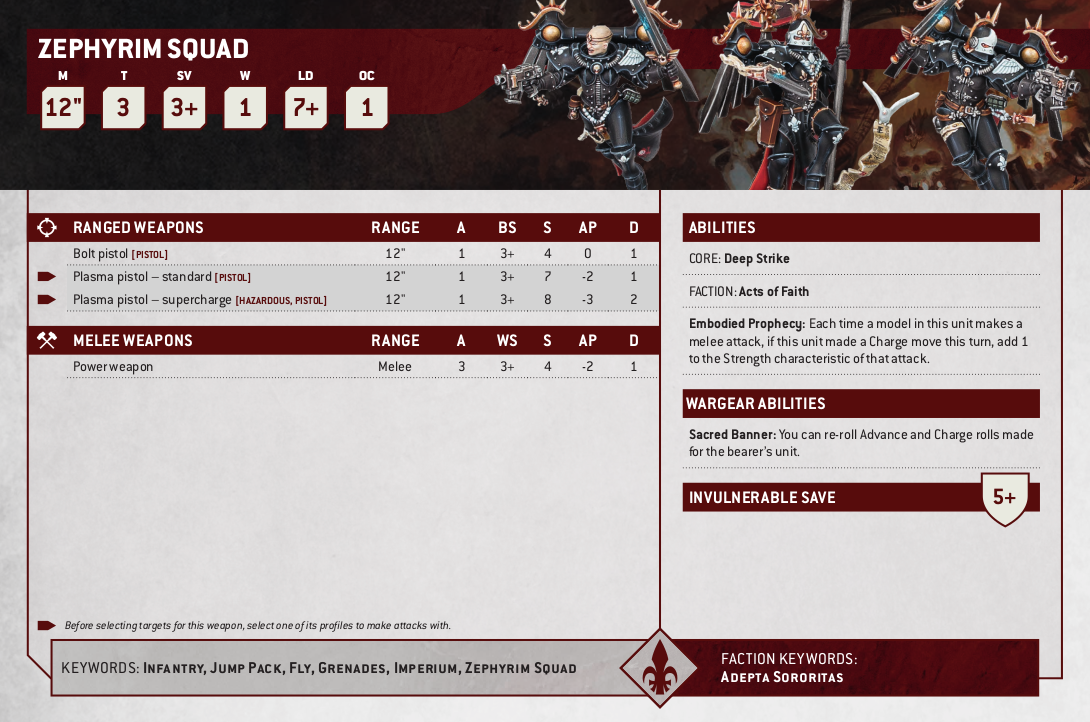 ZEPHYRIM SQUAD
M T SV W LD OC
12" 3 3+ 1 7+ 1
RANGED WEAPONS RANGE A BS S AP D
Bolt pistol [PISTOL] 12" 1 3+ 4 0 1
Plasma pistol – standard [PISTOL] 12" 1 3+ 7 -2 1
Plasma pistol – supercharge [HAZARDOUS, PISTOL] 12" 1 3+ 8 -3 2
MELEE WEAPONS RANGE A WS S AP D
Power weapon Melee 3 3+ 4 -2 1
Before selecting targets for this weapon, select one of its profiles to make attacks with.
ABILITIES
CORE: Deep Strike
FACTION: Acts of Faith
Embodied Prophecy: Each time a model in this unit makes a
melee attack, if this unit made a Charge move this turn, add 1
to the Strength characteristic of that attack.
WARGEAR ABILITIES
Sacred Banner: You can re-roll Advance and Charge rolls made
for the bearer's unit.
INVULNERABLE SAVE 5+
KEYWORDS: INFANTRY, JUMP PACK, FLY, GRENADES, IMPERIUM, ZEPHYRIM SQUAD
FACTION KEYWORDS:
ADEPTA SORORITAS